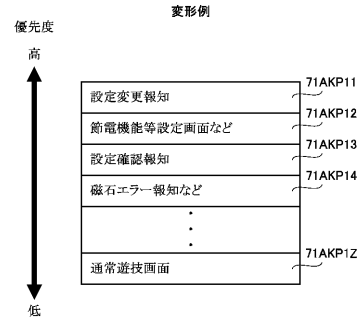 変形例
優先度
高
71AKP11
設定変更報知
71AKP12
節電機能等設定画面など
71AKP13
設定確認報知
71AKP14
磁石エラー報知など
・
・
・
71AKP1Z
通常遊技画面
低